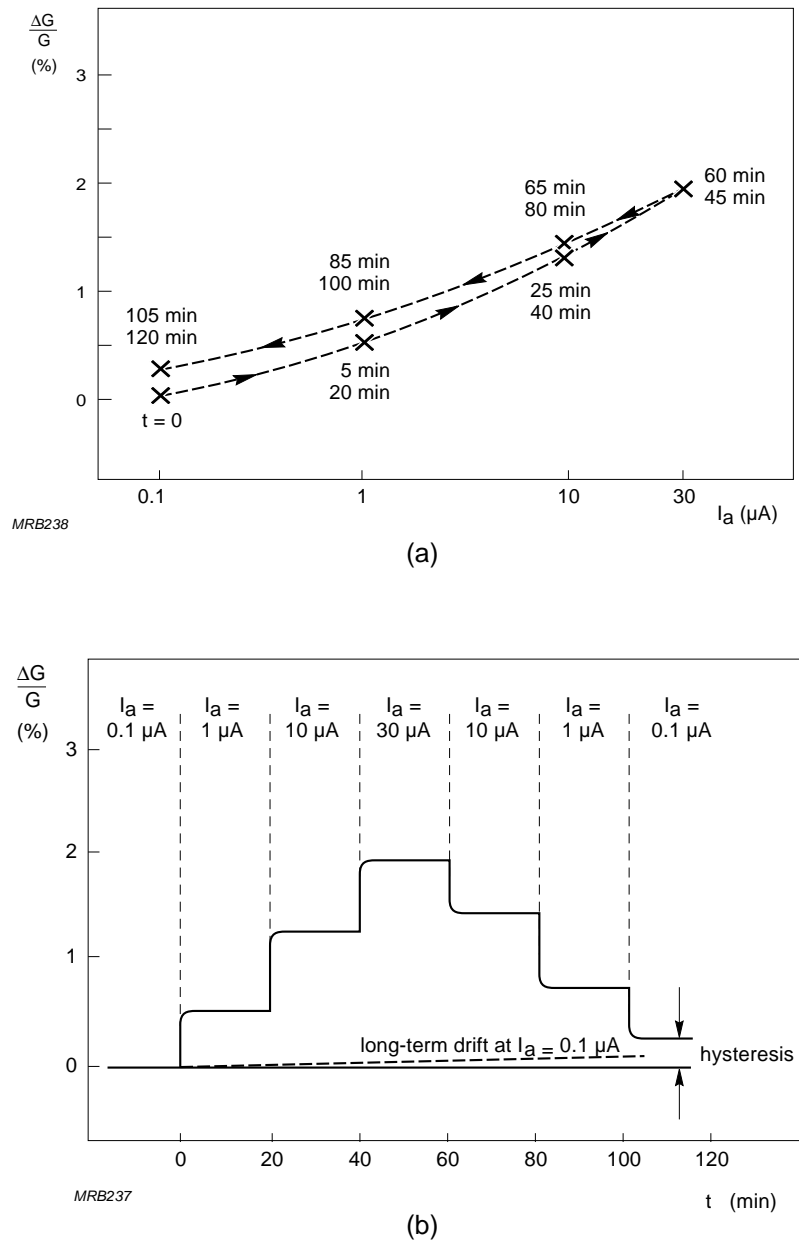 ΔG
G
(%)
3
2
1
0
105 min
120 min
t = 0
85 min
100 min
5 min
20 min
65 min
80 min
25 min
40 min
60 min
45 min
0.1 1 10 30
Ia (µA)
MRB238
(a)
ΔG
G
(%)
Ia = Ia = Ia = Ia = Ia = Ia = Ia =
0.1 µA 1 µA 10 µA 30 µA 10 µA 1 µA 0.1 µA
3
2
1
0
long-term drift at Ia = 0.1 µA
hysteresis
0 20 40 60 80 100 120
MRB237
t (min)
(b)